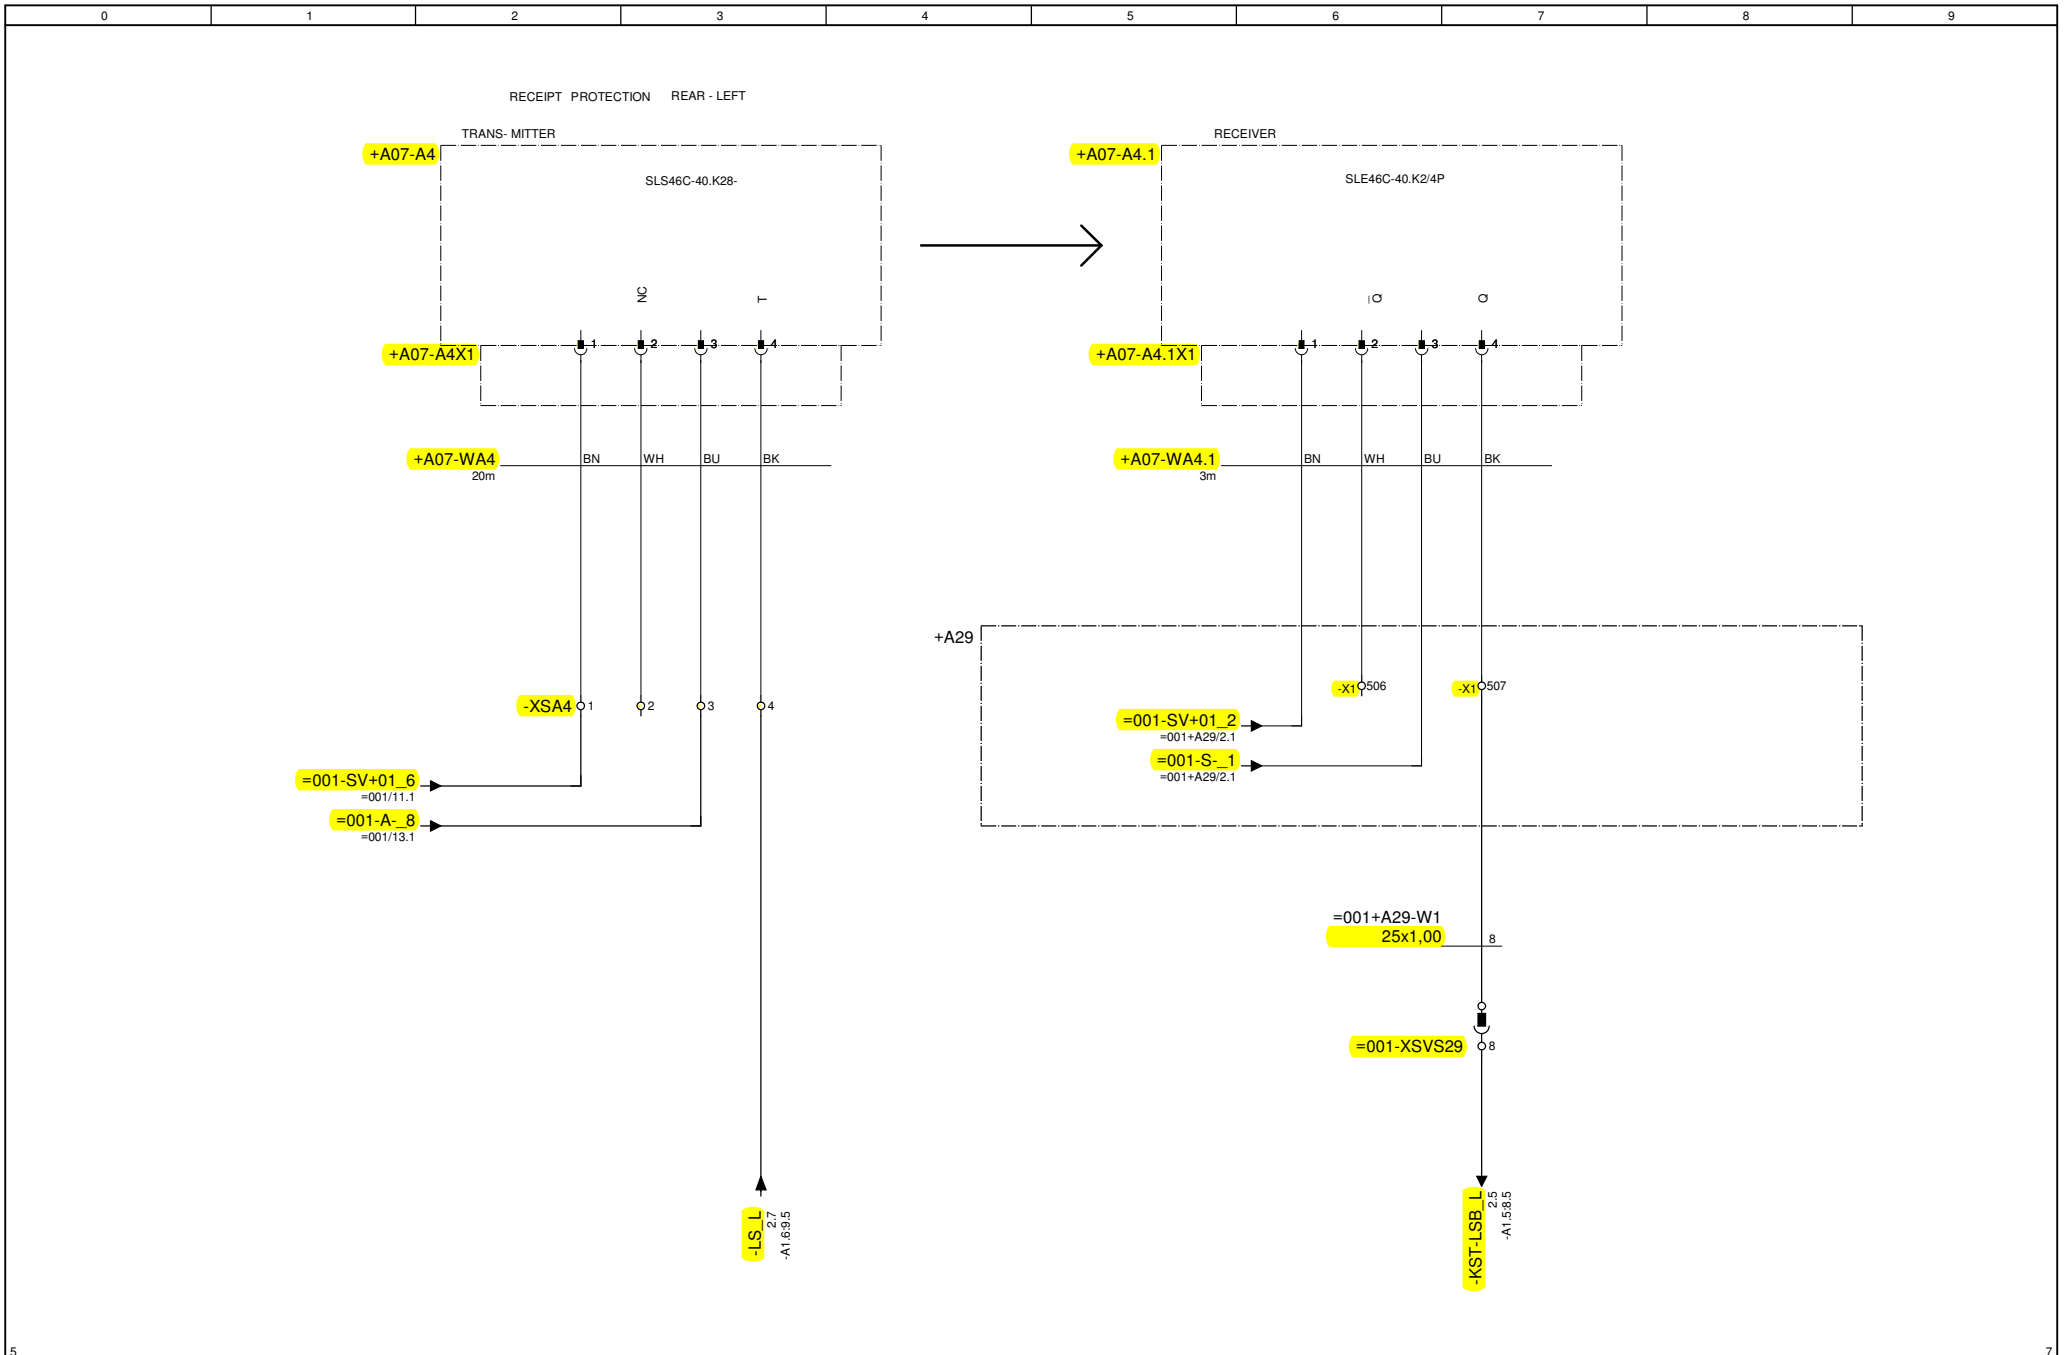 0 1 2 3 4 5 6 7 8 9
RECEIPT PROTECTION REAR - LEFT
TRANS- MITTER
RECEIVER
+A07-A4
+A07-A4.1
SLS46C-40.K28-
SLE46C-40.K2/4P
NC
T
Q
Q
1 2 3 4
1 2 3 4
+A07-A4X1
+A07-A4.1X1
+A07-WA4
BN WH BU BK
20m
+A07-WA4.1
BN WH BU BK
3m
+A29
-X1 506
-X1 507
-XSA4 1 2 3 4
=001-SV+01_2
=001+A29/2.1
=001-S-_1
=001+A29/2.1
=001-SV+01_6
=001/11.1
=001-A-_8
=001/13.1
=001+A29-W1
25x1,00
8
=001-XSVS29
8
-LS_L
2.7
-A1.6:9.5
-KST-LSB_L
2.5
-A1.5:8.5
5
7